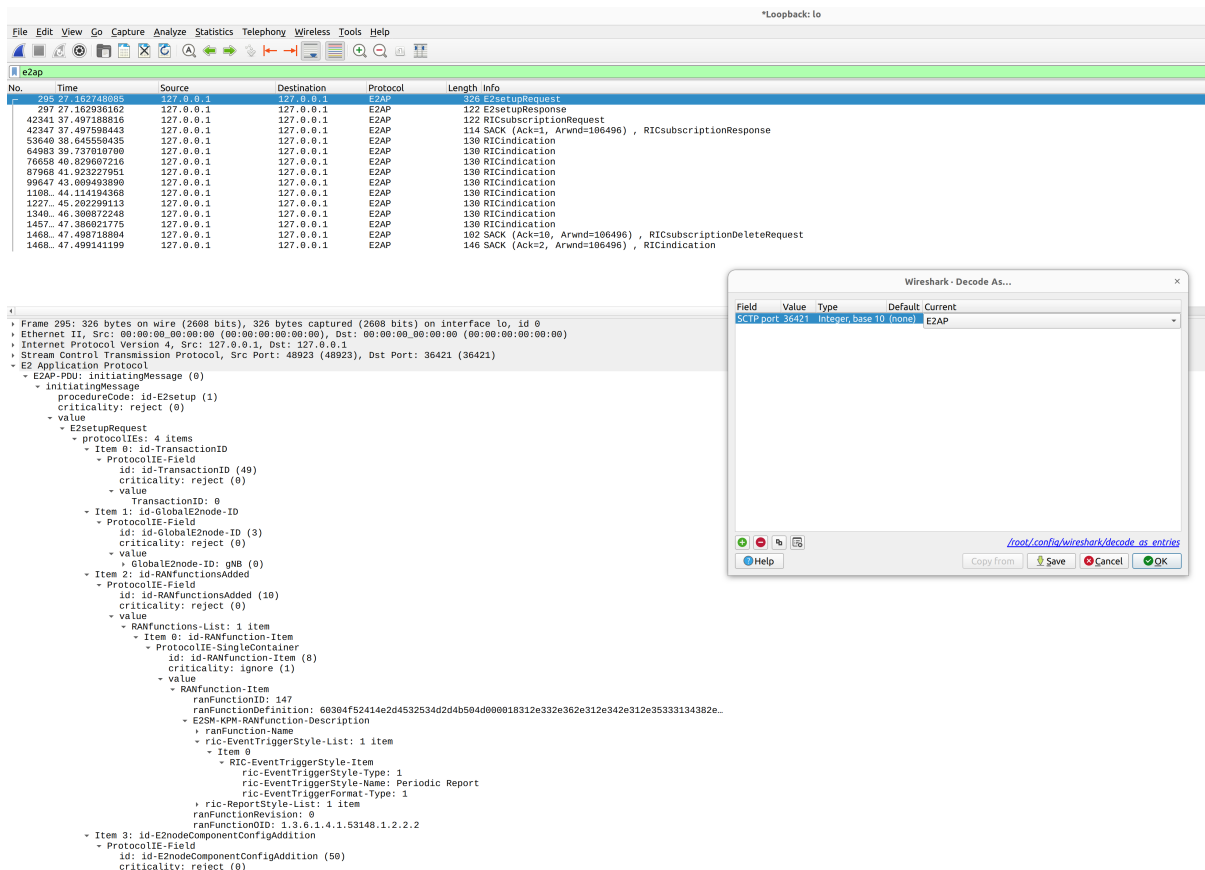 *Loopback: lo
File Edit View Go Capture Analyze Statistics Telephony Wireless Tools Help
e2ap
No. Time Source Destination Protocol Length Info
295 27.162748085 127.0.0.1 127.0.0.1 E2AP 326 E2setupRequest
297 27.162936162 127.0.0.1 127.0.0.1 E2AP 122 E2setupResponse
42341 37.497188816 127.0.0.1 127.0.0.1 E2AP 122 RICsubscriptionRequest
42347 37.497598443 127.0.0.1 127.0.0.1 E2AP 114 SACK (Ack=1, Arwnd=106496) , RICsubscriptionResponse
53640 38.645550435 127.0.0.1 127.0.0.1 E2AP 130 RICindication
64983 39.737010700 127.0.0.1 127.0.0.1 E2AP 130 RICindication
76658 40.829607216 127.0.0.1 127.0.0.1 E2AP 130 RICindication
87968 41.923227951 127.0.0.1 127.0.0.1 E2AP 130 RICindication
99647 43.009493890 127.0.0.1 127.0.0.1 E2AP 130 RICindication
1108… 44.114194368 127.0.0.1 127.0.0.1 E2AP 130 RICindication
1227… 45.202299113 127.0.0.1 127.0.0.1 E2AP 130 RICindication
1340… 46.300872248 127.0.0.1 127.0.0.1 E2AP 130 RICindication
1457… 47.386021775 127.0.0.1 127.0.0.1 E2AP 130 RICindication
1468… 47.498718804 127.0.0.1 127.0.0.1 E2AP 102 SACK (Ack=10, Arwnd=106496) , RICsubscriptionDeleteRequest
1468… 47.499141199 127.0.0.1 127.0.0.1 E2AP 146 SACK (Ack=2, Arwnd=106496) , RICindication
Wireshark · Decode As…
Field Value Type Default Current
SCTP port 36421 Integer, base 10 (none) E2AP
/root/.config/wireshark/decode_as_entries
Help Copy from Save Cancel OK
Frame 295: 326 bytes on wire (2608 bits), 326 bytes captured (2608 bits) on interface lo, id 0
Ethernet II, Src: 00:00:00_00:00:00 (00:00:00:00:00:00), Dst: 00:00:00_00:00:00 (00:00:00:00:00:00)
Internet Protocol Version 4, Src: 127.0.0.1, Dst: 127.0.0.1
Stream Control Transmission Protocol, Src Port: 48923 (48923), Dst Port: 36421 (36421)
E2 Application Protocol
E2AP-PDU: initiatingMessage (0)
initiatingMessage
procedureCode: id-E2setup (1)
criticality: reject (0)
value
E2setupRequest
protocolIEs: 4 items
Item 0: id-TransactionID
ProtocolIE-Field
id: id-TransactionID (49)
criticality: reject (0)
value
TransactionID: 0
Item 1: id-GlobalE2node-ID
ProtocolIE-Field
id: id-GlobalE2node-ID (3)
criticality: reject (0)
value
GlobalE2node-ID: gNB (0)
Item 2: id-RANfunctionsAdded
ProtocolIE-Field
id: id-RANfunctionsAdded (10)
criticality: reject (0)
value
RANfunctions-List: 1 item
Item 0: id-RANfunction-Item
ProtocolIE-SingleContainer
id: id-RANfunction-Item (8)
criticality: ignore (1)
value
RANfunction-Item
ranFunctionID: 147
ranFunctionDefinition: 60304f52414e2d4532534d2d4b504d000018312e332e362e312e342e312e35333134382e…
E2SM-KPM-RANfunction-Description
ranFunction-Name
ric-EventTriggerStyle-List: 1 item
Item 0
RIC-EventTriggerStyle-Item
ric-EventTriggerStyle-Type: 1
ric-EventTriggerStyle-Name: Periodic Report
ric-EventTriggerFormat-Type: 1
ric-ReportStyle-List: 1 item
ranFunctionRevision: 0
ranFunctionOID: 1.3.6.1.4.1.53148.1.2.2.2
Item 3: id-E2nodeComponentConfigAddition
ProtocolIE-Field
id: id-E2nodeComponentConfigAddition (50)
criticality: reject (0)